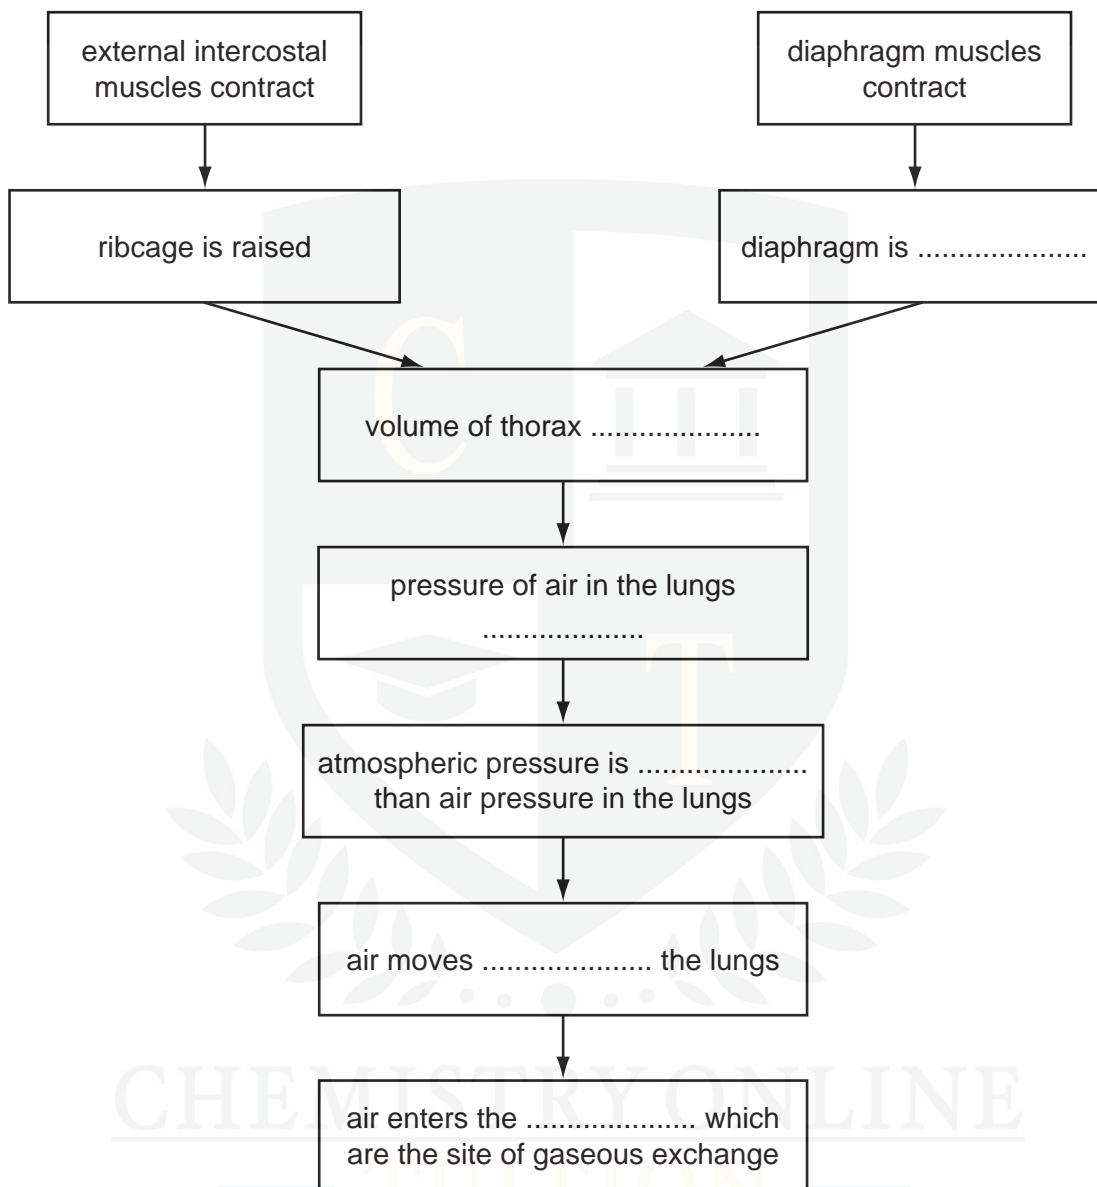 external intercostal
muscles contract
diaphragm muscles
contract
ribcage is raised
diaphragm is .....................
volume of thorax .....................
pressure of air in the lungs
....................
atmospheric pressure is .....................
than air pressure in the lungs
air moves ..................... the lungs
air enters the ..................... which
are the site of gaseous exchange
C
T
CHEMISTRY ONLINE
TUITION